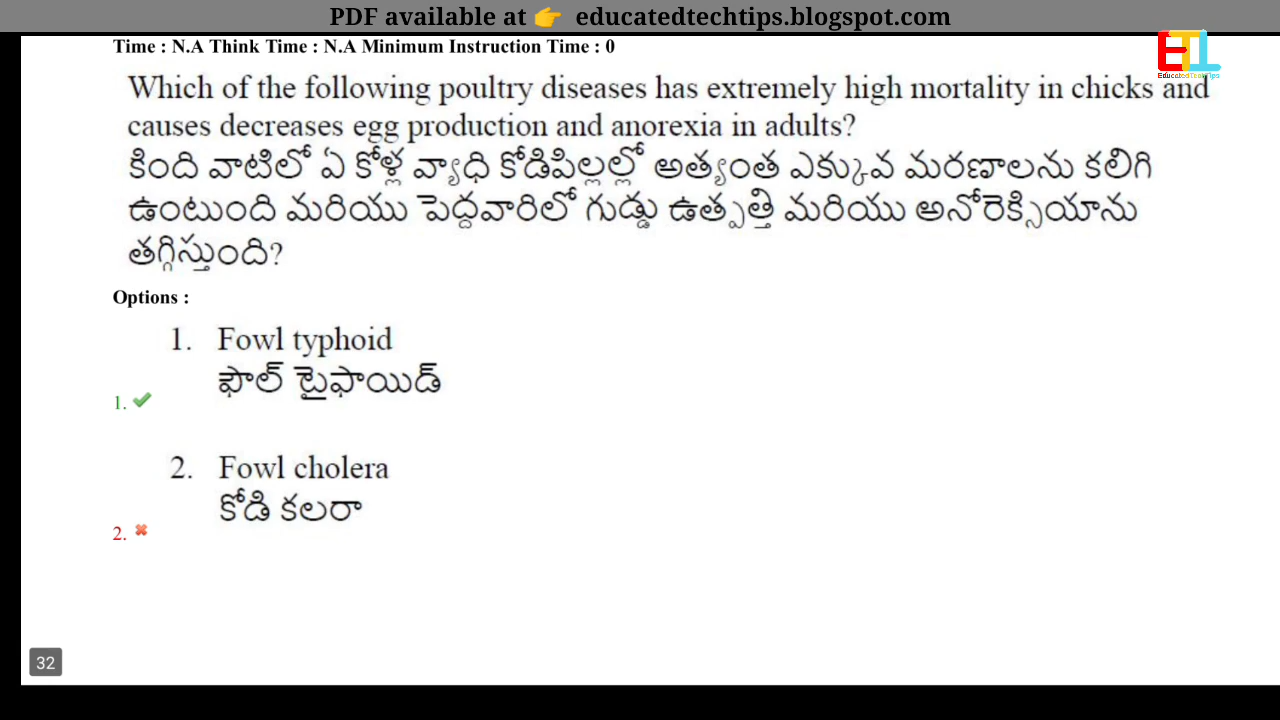 PDF available at 👉 educatedtechtips.blogspot.com
Time : N.A Think Time : N.A Minimum Instruction Time : 0
ETL
EducatedTechTips
Which of the following poultry diseases has extremely high mortality in chicks and
causes decreases egg production and anorexia in adults?
కింది వాటిలో ఏ కోళ్ల వ్యాధి కోడిపిల్లల్లో అత్యంత ఎక్కువ మరణాలను కలిగి
ఉంటుంది మరియు పెద్దవారిలో గుడ్డు ఉత్పత్తి మరియు అనోరెక్సియాను
తగ్గిస్తుంది?
Options :
1. Fowl typhoid
ఫౌల్ టైఫాయిడ్
1. ✔
2. Fowl cholera
కోడి కలరా
2. ✖
32